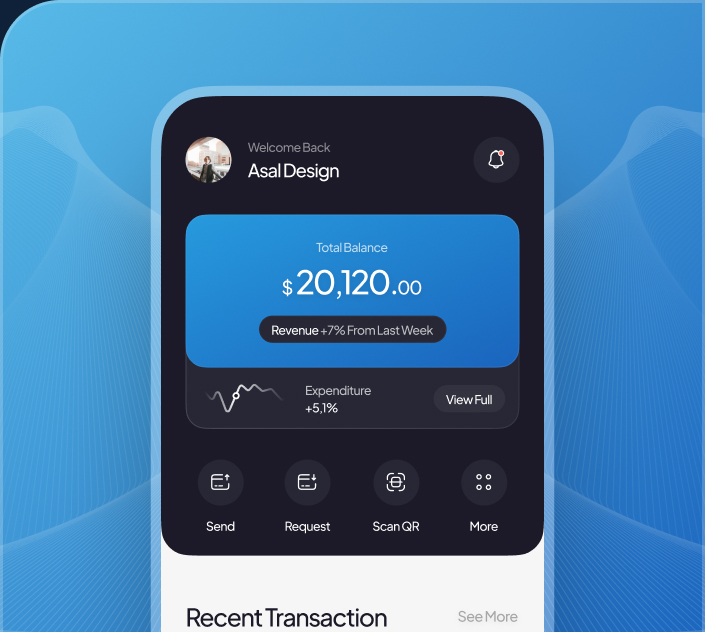 Welcome Back
Asal Design
Total Balance
$ 20,120.00
Revenue +7% From Last Week
Expenditure
+5,1%
View Full
Send Request Scan QR More
Recent Transaction See More